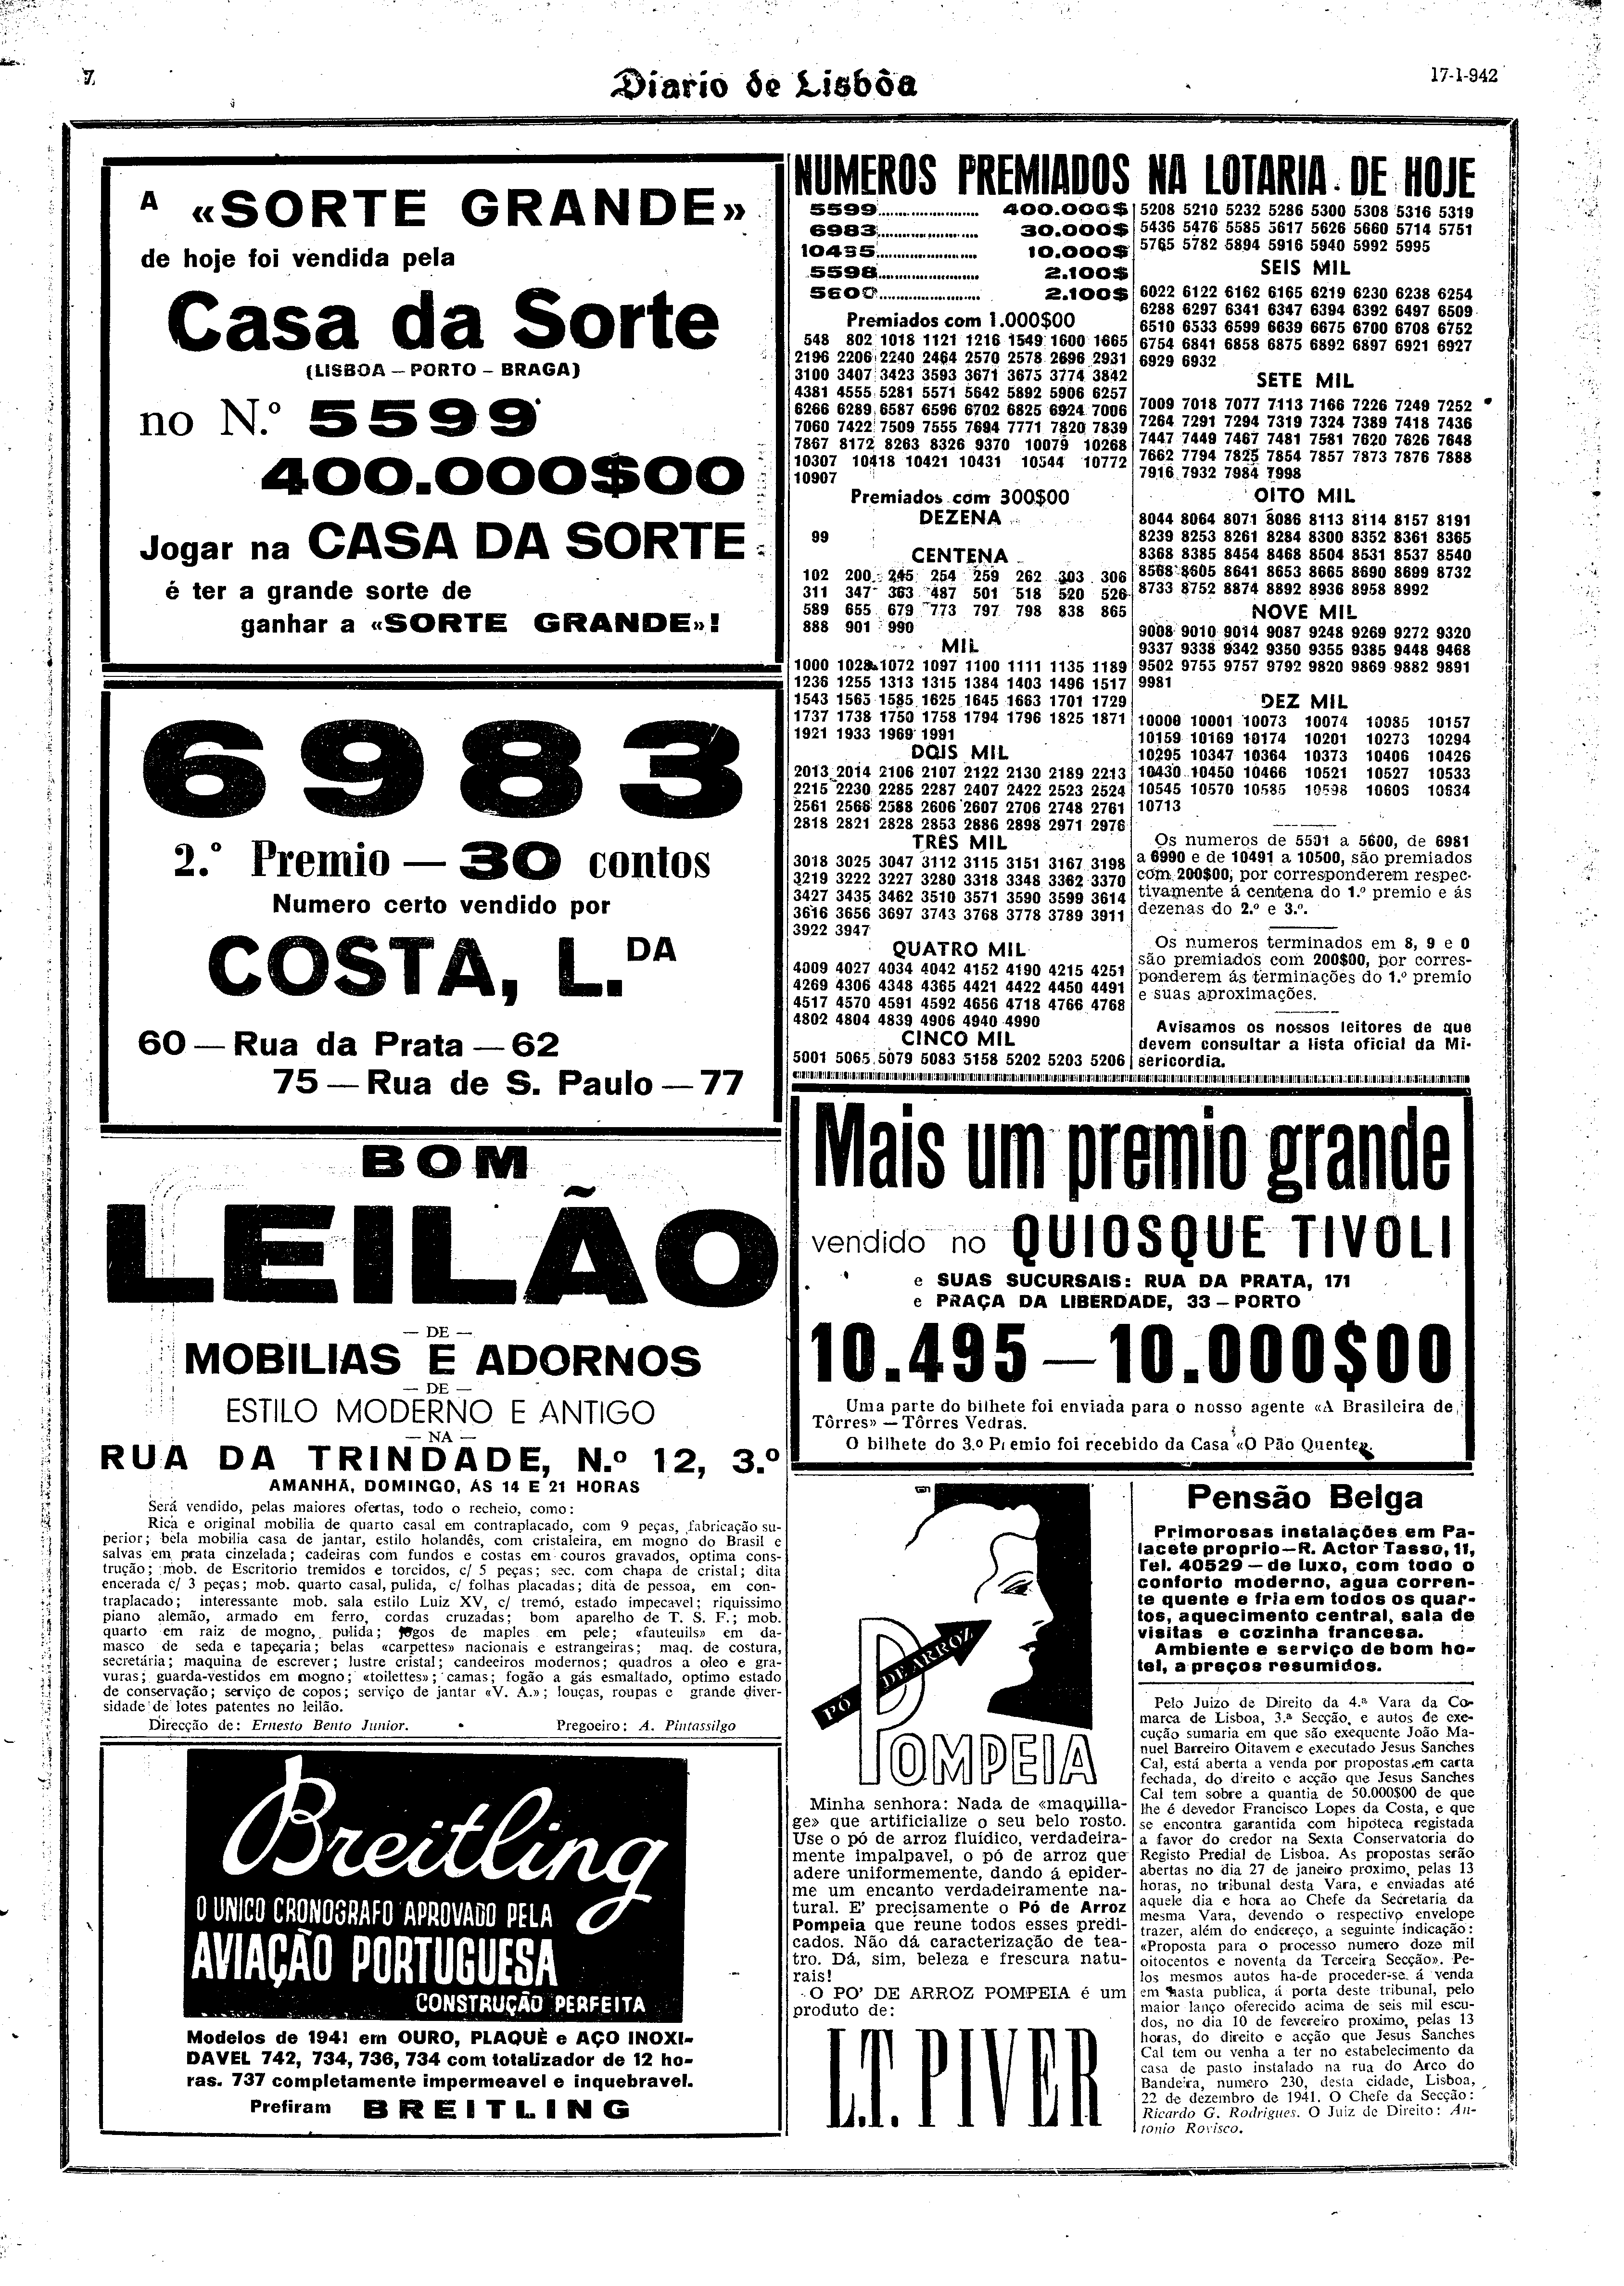 7
Diario de Lisbôa
17-1-942
A «SORTE GRANDE»
de hoje foi vendida pela
Casa da Sorte
(LISBOA — PORTO — BRAGA)
no N.º 5599
400.000$00
Jogar na CASA DA SORTE
é ter a grande sorte de
ganhar a «SORTE GRANDE»!
6983
2.º Premio — 30 contos
Numero certo vendido por
COSTA, L.DA
60 — Rua da Prata — 62
75 — Rua de S. Paulo — 77
BOM
LEILÃO
— DE —
MOBILIAS E ADORNOS
— DE —
ESTILO MODERNO E ANTIGO
— NA —
RUA DA TRINDADE, N.º 12, 3.º
AMANHÃ, DOMINGO, ÁS 14 E 21 HORAS
Será vendido, pelas maiores ofertas, todo o recheio, como:
Rica e original mobilia de quarto casal em contraplacado, com 9 peças, fabricação su-
perior; bela mobilia casa de jantar, estilo holandês, com cristaleira, em mogno do Brasil e
salvas em prata cinzelada; cadeiras com fundos e costas em couros gravados, optima cons-
trução; mob. de Escritorio tremidos e torcidos, c/ 5 peças; sec. com chapa de cristal; dita
encerada c/ 3 peças; mob. quarto casal, pulida, c/ folhas placadas; dita de pessoa, em con-
traplacado; interessante mob. sala estilo Luiz XV, c/ tremó, estado impecavel; riquissimo
piano alemão, armado em ferro, cordas cruzadas; bom aparelho de T. S. F.; mob.
quarto em raiz de mogno, pulida; jogos de maples em pele; «fauteuils» em da-
masco de seda e tapeçaria; belas «carpettes» nacionais e estrangeiras; maq. de costura,
secretária; maquina de escrever; lustre cristal; candeeiros modernos; quadros a oleo e gra-
vuras; guarda-vestidos em mogno; «toilettes»; camas; fogão a gás esmaltado, optimo estado
de conservação; serviço de copos; serviço de jantar «V. A.»; louças, roupas e grande diver-
sidade de lotes patentes no leilão.
Direcção de: Ernesto Bento Junior. Pregoeiro: A. Pintassilgo
Breitling
O UNICO CRONOGRAFO APROVADO PELA
AVIAÇÃO PORTUGUESA
CONSTRUÇÃO PERFEITA
Modelos de 1941 em OURO, PLAQUÈ e AÇO INOXI-
DAVEL 742, 734, 736, 734 com totalizador de 12 ho-
ras. 737 completamente impermeavel e inquebravel.
Prefiram BREITLING
NUMEROS PREMIADOS NA LOTARIA DE HOJE
5599 400.000$
6983 30.000$
10495 10.000$
5598 2.100$
5600 2.100$
Premiados com 1.000$00
548 802 1018 1121 1216 1549 1600 1665
2196 2206 2240 2464 2570 2578 2696 2931
3100 3407 3423 3593 3671 3675 3774 3842
4381 4555 5281 5571 5642 5892 5906 6257
6266 6289 6587 6596 6702 6825 6924 7006
7060 7422 7509 7555 7694 7771 7820 7839
7867 8172 8263 8326 9370 10079 10268
10307 10418 10421 10431 10544 10772
10907
Premiados com 300$00
DEZENA
99
CENTENA
102 200 245 254 259 262 303 306
311 347 363 487 501 518 520 526
589 655 679 773 797 798 838 865
888 901 990
MIL
1000 1028 1072 1097 1100 1111 1135 1189
1236 1255 1313 1315 1384 1403 1496 1517
1543 1565 1585 1625 1645 1663 1701 1729
1737 1738 1750 1758 1794 1796 1825 1871
1921 1933 1969 1991
DOIS MIL
2013 2014 2106 2107 2122 2130 2189 2213
2215 2230 2285 2287 2407 2422 2523 2524
2561 2566 2588 2606 2607 2706 2748 2761
2818 2821 2828 2853 2886 2898 2971 2976
TRES MIL
3018 3025 3047 3112 3115 3151 3167 3198
3219 3222 3227 3280 3318 3348 3362 3370
3427 3435 3462 3510 3571 3590 3599 3614
3616 3656 3697 3743 3768 3778 3789 3911
3922 3947
QUATRO MIL
4009 4027 4034 4042 4152 4190 4215 4251
4269 4306 4348 4365 4421 4422 4450 4491
4517 4570 4591 4592 4656 4718 4766 4768
4802 4804 4839 4906 4940 4990
CINCO MIL
5001 5065 5079 5083 5158 5202 5203 5206
5208 5210 5232 5286 5300 5308 5316 5319
5436 5476 5585 5617 5626 5660 5714 5751
5765 5782 5894 5916 5940 5992 5995
SEIS MIL
6022 6122 6162 6165 6219 6230 6238 6254
6288 6297 6341 6347 6394 6392 6497 6509
6510 6533 6599 6639 6675 6700 6708 6752
6754 6841 6858 6875 6892 6897 6921 6927
6929 6932
SETE MIL
7009 7018 7077 7113 7166 7226 7249 7252
7264 7291 7294 7319 7324 7389 7418 7436
7447 7449 7467 7481 7581 7620 7626 7648
7662 7794 7825 7854 7857 7873 7876 7888
7916 7932 7984 7998
OITO MIL
8044 8064 8071 8086 8113 8114 8157 8191
8239 8253 8261 8284 8300 8352 8361 8365
8368 8385 8454 8468 8504 8531 8537 8540
8568 8605 8641 8653 8665 8690 8699 8732
8733 8752 8874 8892 8936 8958 8992
NOVE MIL
9008 9010 9014 9087 9248 9269 9272 9320
9337 9338 9342 9350 9355 9385 9448 9468
9502 9755 9757 9792 9820 9869 9882 9891
9981
DEZ MIL
10000 10001 10073 10074 10085 10157
10159 10169 10174 10201 10273 10294
10295 10347 10364 10373 10406 10426
10430 10450 10466 10521 10527 10533
10545 10570 10585 10598 10603 10634
10713
Os numeros de 5591 a 5600, de 6981
a 6990 e de 10491 a 10500, são premiados
com 200$00, por corresponderem respec-
tivamente á centena do 1.º premio e ás
dezenas do 2.º e 3.º.
Os numeros terminados em 8, 9 e 0
são premiados com 200$00, por corres-
ponderem ás terminações do 1.º premio
e suas aproximações.
Avisamos os nossos leitores de que
devem consultar a lista oficial da Mi-
sericordia.
Mais um premio grande
vendido no QUIOSQUE TIVOLI
e SUAS SUCURSAIS: RUA DA PRATA, 171
e PRAÇA DA LIBERDADE, 33 — PORTO
10.495 — 10.000$00
Uma parte do bilhete foi enviada para o nosso agente «A Brasileira de
Tôrres» — Tôrres Vedras.
O bilhete do 3.º Premio foi recebido da Casa «O Pão Quente».
PÓ DE ARROZ
POMPEIA
Minha senhora: Nada de «maquilla-
ge» que artificialize o seu belo rosto.
Use o pó de arroz fluídico, verdadeira-
mente impalpavel, o pó de arroz que
adere uniformemente, dando á epider-
me um encanto verdadeiramente na-
tural. E' precisamente o Pó de Arroz
Pompeia que reune todos esses predi-
cados. Não dá caracterização de tea-
tro. Dá, sim, beleza e frescura natu-
rais!
O PO' DE ARROZ POMPEIA é um
produto de:
L.T. PIVER
Pensão Belga
Primorosas instalações em Pa-
lacete proprio—R. Actor Tasso, 11,
Tel. 40529 — de luxo, com todo o
conforto moderno, agua corren-
te quente e fria em todos os quar-
tos, aquecimento central, sala de
visitas e cozinha francesa.
Ambiente e serviço de bom ho-
tel, a preços resumidos.
Pelo Juizo de Direito da 4.ª Vara da Co-
marca de Lisboa, 3.ª Secção, e autos de exe-
cução sumaria em que são exequente João Ma-
nuel Barreiro Oitavem e executado Jesus Sanches
Cal, está aberta a venda por propostas em carta
fechada, do direito e acção que Jesus Sanches
Cal tem sobre a quantia de 50.000$00 de que
lhe é devedor Francisco Lopes da Costa, e que
se encontra garantida com hipóteca registada
a favor do credor na Sexta Conservatoria do
Registo Predial de Lisboa. As propostas serão
abertas no dia 27 de janeiro proximo, pelas 13
horas, no tribunal desta Vara, e enviadas até
aquele dia e hora ao Chefe da Secretaria da
mesma Vara, devendo o respectivo envelope
trazer, além do endereço, a seguinte indicação:
«Proposta para o processo numero doze mil
oitocentos e noventa da Terceira Secção». Pe-
los mesmos autos ha-de proceder-se á venda
em hasta publica, á porta deste tribunal, pelo
maior lanço oferecido acima de seis mil escu-
dos, no dia 10 de fevereiro proximo, pelas 13
horas, do direito e acção que Jesus Sanches
Cal tem ou venha a ter no estabelecimento da
casa de pasto instalado na rua do Arco do
Bandeira, numero 230, desta cidade, Lisboa,
22 de dezembro de 1941. O Chefe da Secção:
Ricardo G. Rodrigues. O Juiz de Direito: An-
tonio Rovisco.